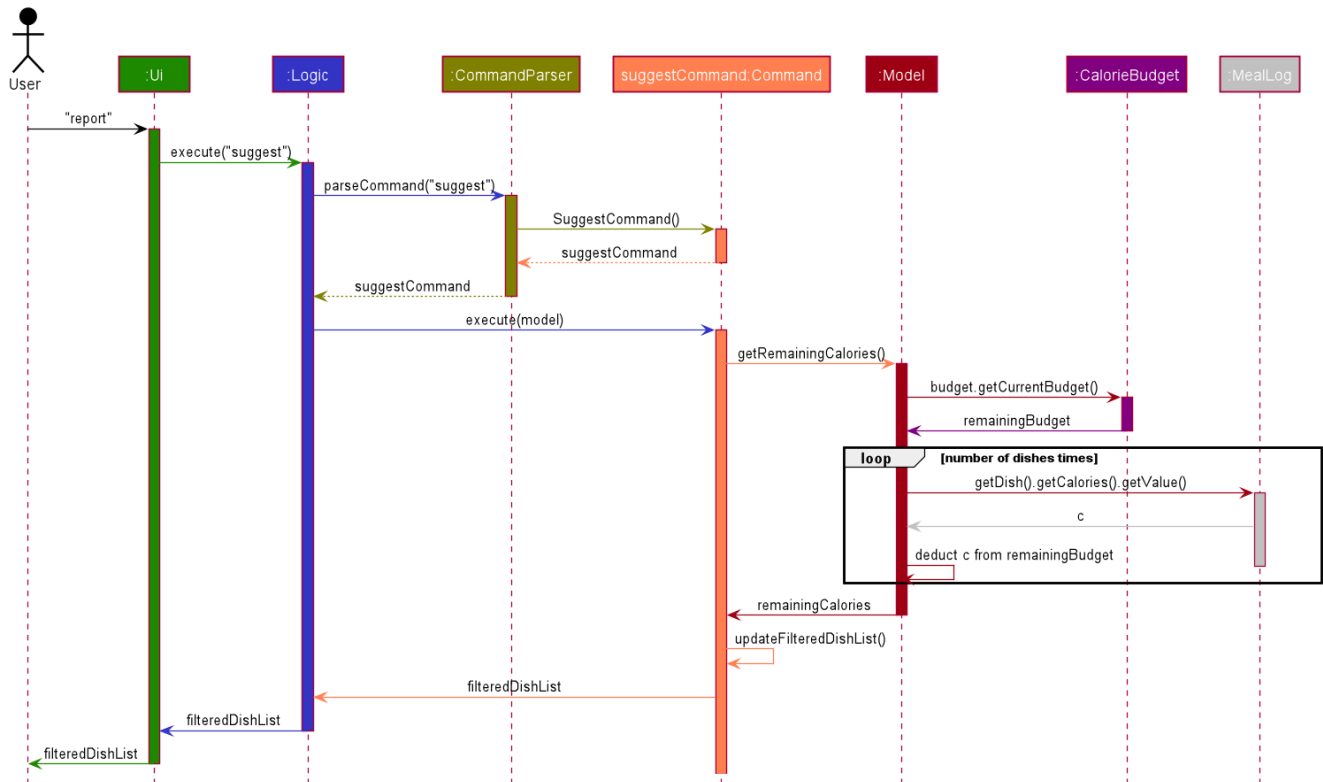 User
:Ui
:Logic
:CommandParser
suggestCommand:Command
:Model
:CalorieBudget
:MealLog
"report"
execute("suggest")
parseCommand("suggest")
SuggestCommand()
suggestCommand
suggestCommand
execute(model)
getRemainingCalories()
budget.getCurrentBudget()
remainingBudget
loop [number of dishes times]
getDish().getCalories().getValue()
c
deduct c from remainingBudget
remainingCalories
updateFilteredDishList()
filteredDishList
filteredDishList
filteredDishList